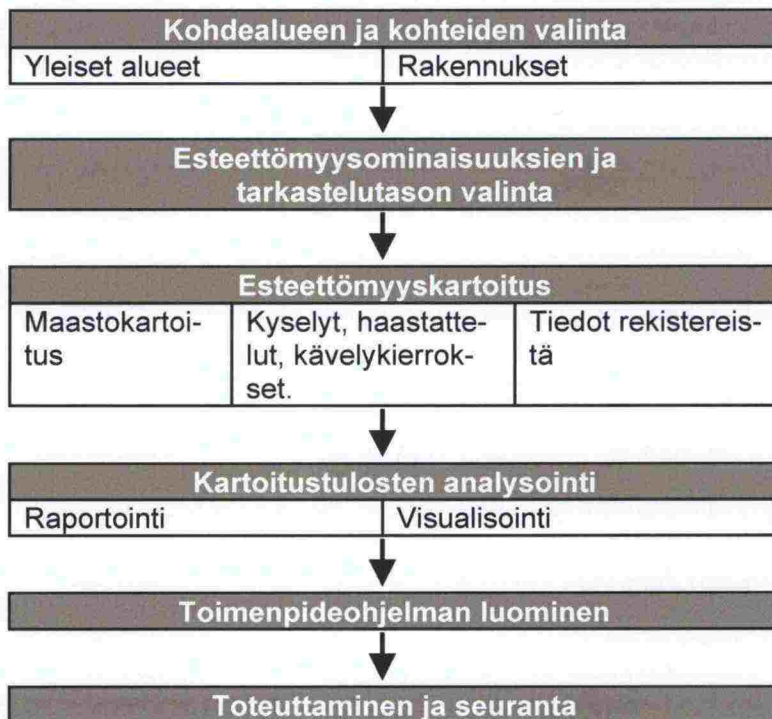 Kohdealueen ja kohteiden valinta
Yleiset alueet
Rakennukset
Esteettömyysominaisuuksien ja
tarkastelutason valinta
Esteettömyyskartoitus
Maastokartoi-
tus
Kyselyt, haastatte-
lut, kävelykierrok-
set.
Tiedot rekistereis-
tä
Kartoitustulosten analysointi
Raportointi
Visualisointi
Toimenpideohjelman luominen
Toteuttaminen ja seuranta